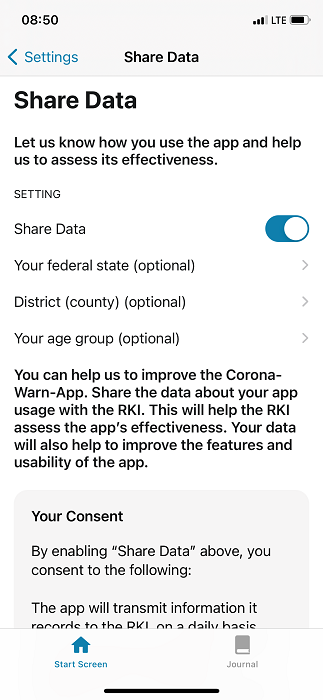 08:50
LTE
Settings
Share Data
Share Data
Let us know how you use the app and help
us to assess its effectiveness.
SETTING
Share Data
Your federal state (optional)
District (county) (optional)
Your age group (optional)
You can help us to improve the Corona-
Warn-App. Share the data about your app
usage with the RKI. This will help the RKI
assess the app's effectiveness. Your data
will also help to improve the features and
usability of the app.
Your Consent
By enabling "Share Data" above, you
consent to the following:
The app will transmit information it
records to the RKI, on a daily basis
Start Screen
Journal